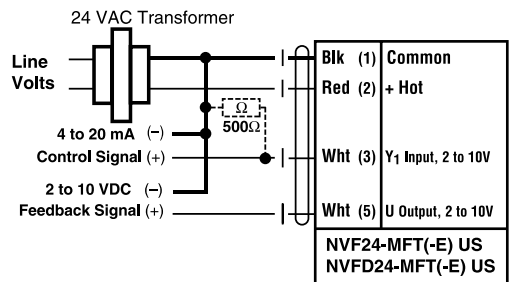 24 VAC Transformer
Line
Volts
Blk (1) Common
Red (2) + Hot
Ω
500Ω
4 to 20 mA (–)
Control Signal (+)
Wht (3) Y1 Input, 2 to 10V
2 to 10 VDC (–)
Feedback Signal (+)
Wht (5) U Output, 2 to 10V
NVF24-MFT(-E) US
NVFD24-MFT(-E) US